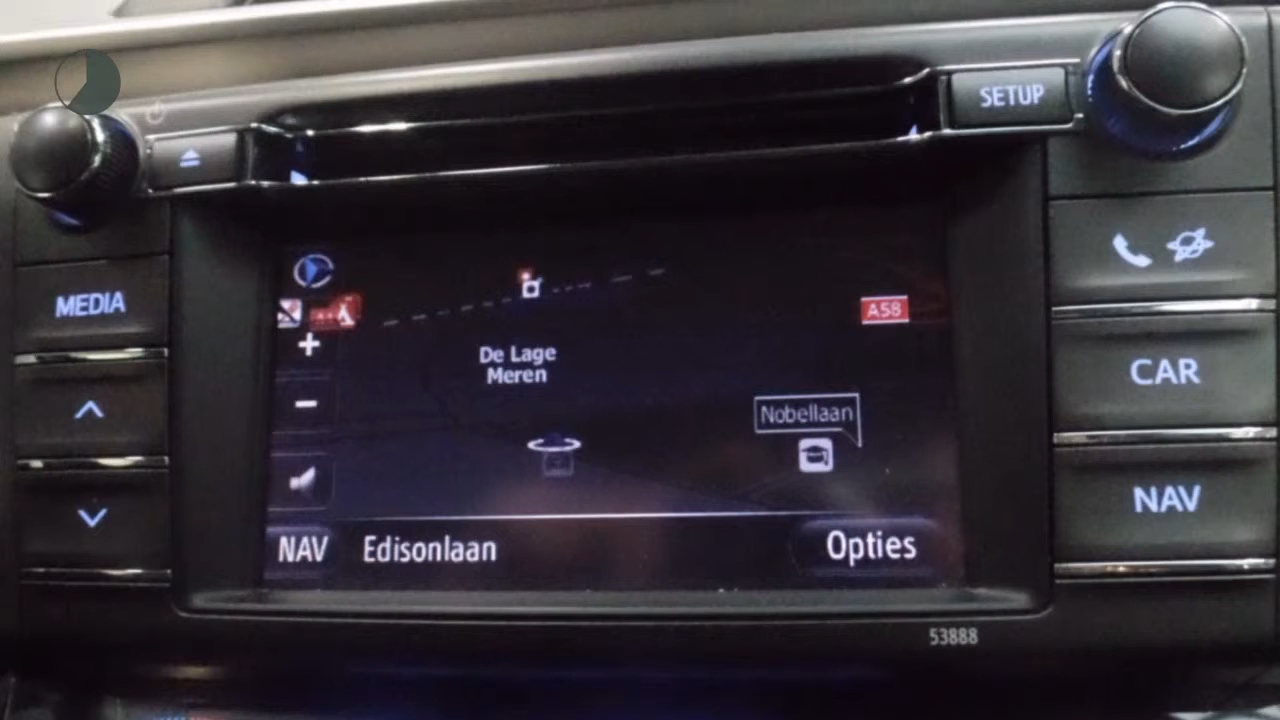 SETUP
MEDIA
A58
De Lage
Meren
CAR
Nobellaan
NAV
NAV
Edisonlaan
Opties
53888